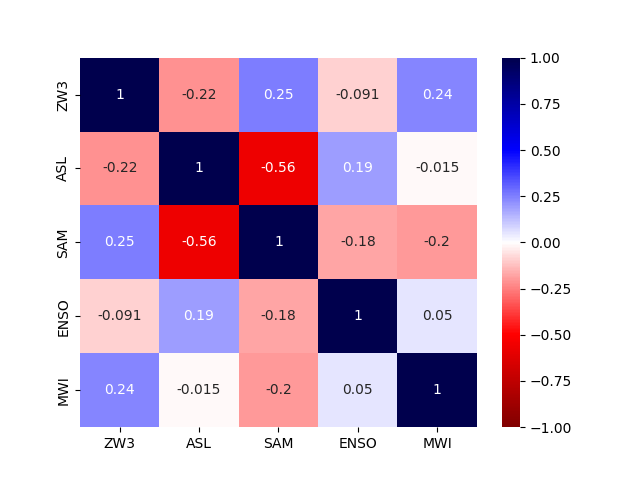 ZW3 1 -0.22 0.25 -0.091 0.24
ASL -0.22 1 -0.56 0.19 -0.015
SAM 0.25 -0.56 1 -0.18 -0.2
ENSO -0.091 0.19 -0.18 1 0.05
MWI 0.24 -0.015 -0.2 0.05 1
ZW3 ASL SAM ENSO MWI
1.00
0.75
0.50
0.25
0.00
−0.25
−0.50
−0.75
−1.00